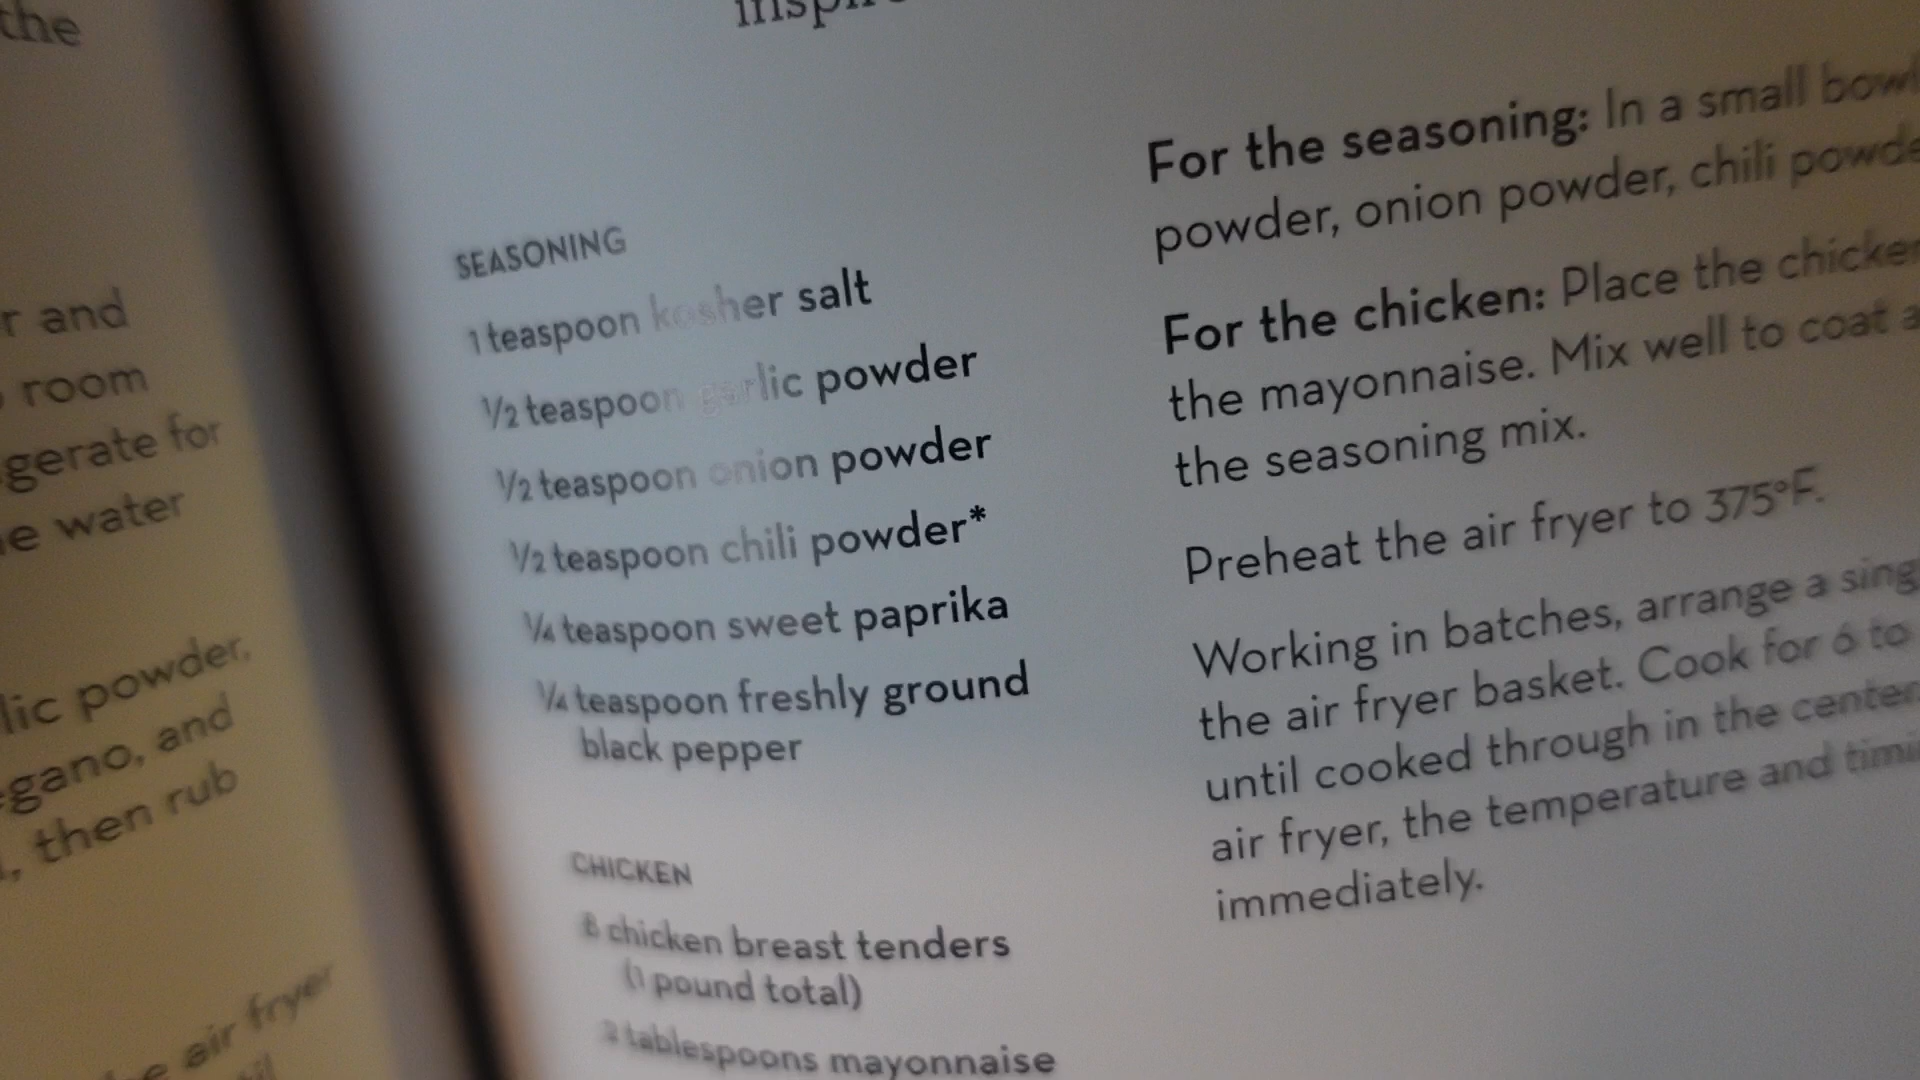 the
r and
room
gerate for
e water
lic powder,
gano, and
, then rub
air fryer
SEASONING
1 teaspoon kosher salt
½ teaspoon garlic powder
½ teaspoon onion powder
½ teaspoon chili powder*
¼ teaspoon sweet paprika
¼ teaspoon freshly ground
black pepper
CHICKEN
8 chicken breast tenders
(1 pound total)
tablespoons mayonnaise
For the seasoning: In a small bowl
powder, onion powder, chili powde
For the chicken: Place the chicken
the mayonnaise. Mix well to coat a
the seasoning mix.
Preheat the air fryer to 375°F.
Working in batches, arrange a sing
the air fryer basket. Cook for 6 to
until cooked through in the center
air fryer, the temperature and timi
immediately.